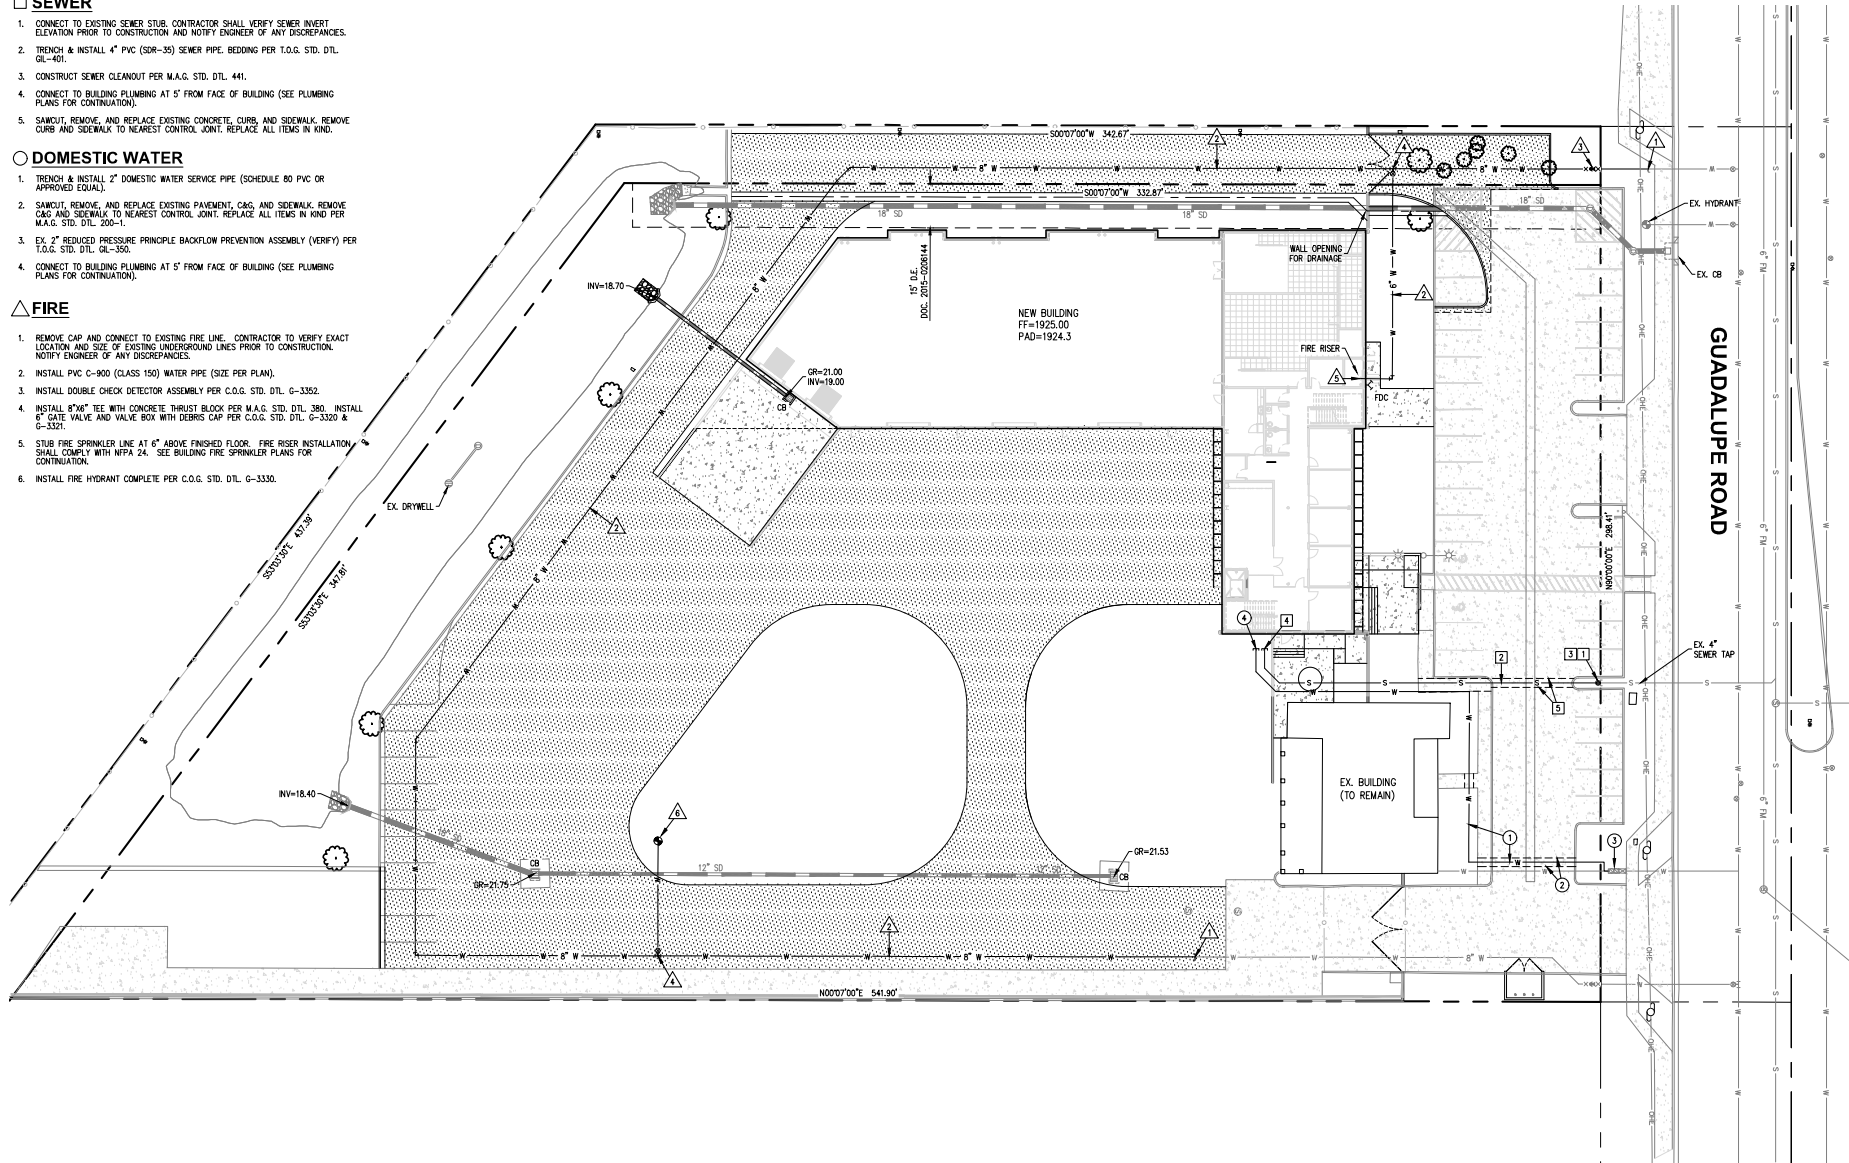 SEWER
1. CONNECT TO EXISTING SEWER STUB. CONTRACTOR SHALL VERIFY SEWER INVERT
ELEVATION PRIOR TO CONSTRUCTION AND NOTIFY ENGINEER OF ANY DISCREPANCIES.
2. TRENCH & INSTALL 4" PVC (SDR-35) SEWER PIPE. BEDDING PER T.O.G. STD. DTL.
GIL-401.
3. CONSTRUCT SEWER CLEANOUT PER M.A.G. STD. DTL. 441.
4. CONNECT TO BUILDING PLUMBING AT 5' FROM FACE OF BUILDING (SEE PLUMBING
PLANS FOR CONTINUATION).
5. SAWCUT, REMOVE, AND REPLACE EXISTING CONCRETE, CURB, AND SIDEWALK. REMOVE
CURB AND SIDEWALK TO NEAREST CONTROL JOINT. REPLACE ALL ITEMS IN KIND.
DOMESTIC WATER
1. TRENCH & INSTALL 2" DOMESTIC WATER SERVICE PIPE (SCHEDULE 80 PVC OR
APPROVED EQUAL).
2. SAWCUT, REMOVE, AND REPLACE EXISTING PAVEMENT, C&G, AND SIDEWALK. REMOVE
C&G AND SIDEWALK TO NEAREST CONTROL JOINT. REPLACE ALL ITEMS IN KIND PER
M.A.G. STD. DTL. 200-1.
3. EX. 2" REDUCED PRESSURE PRINCIPLE BACKFLOW PREVENTION ASSEMBLY (VERIFY) PER
T.O.G. STD. DTL. GIL-350.
4. CONNECT TO BUILDING PLUMBING AT 5' FROM FACE OF BUILDING (SEE PLUMBING
PLANS FOR CONTINUATION).
FIRE
1. REMOVE CAP AND CONNECT TO EXISTING FIRE LINE. CONTRACTOR TO VERIFY EXACT
LOCATION AND SIZE OF EXISTING UNDERGROUND LINES PRIOR TO CONSTRUCTION.
NOTIFY ENGINEER OF ANY DISCREPANCIES.
2. INSTALL PVC C-900 (CLASS 150) WATER PIPE (SIZE PER PLAN).
3. INSTALL DOUBLE CHECK DETECTOR ASSEMBLY PER C.O.G. STD. DTL. G-3352.
4. INSTALL 8"X6" TEE WITH CONCRETE THRUST BLOCK PER M.A.G. STD. DTL. 380. INSTALL
6" GATE VALVE AND VALVE BOX WITH DEBRIS CAP PER C.O.G. STD. DTL. G-3320 &
G-3321.
5. STUB FIRE SPRINKLER LINE AT 6" ABOVE FINISHED FLOOR. FIRE RISER INSTALLATION
SHALL COMPLY WITH NFPA 24. SEE BUILDING FIRE SPRINKLER PLANS FOR
CONTINUATION.
6. INSTALL FIRE HYDRANT COMPLETE PER C.O.G. STD. DTL. G-3330.
S00°07'00"W 342.67'
S00°07'00"W 332.87'
18" SD
18" SD
18" SD
EX. HYDRANT
EX. CB
WALL OPENING
FOR DRAINAGE
15' D.E.
DOC. 2015-0206144
INV=18.70
NEW BUILDING
FF=1925.00
PAD=1924.3
FIRE RISER
FDC
GR=21.00
INV=19.00
CB
GUADALUPE ROAD
EX. DRYWELL
S53°03'30"E 437.39'
S53°03'30"E 347.81'
N90°00'00"E 298.41'
EX. 4"
SEWER TAP
EX. BUILDING
(TO REMAIN)
INV=18.40
18" SD
CB
GR=21.75
12" SD
12" SD
GR=21.53
CB
8" W
8" W
8" W
N00°07'00"E 541.90'
6" FM
6" FM
6" FM